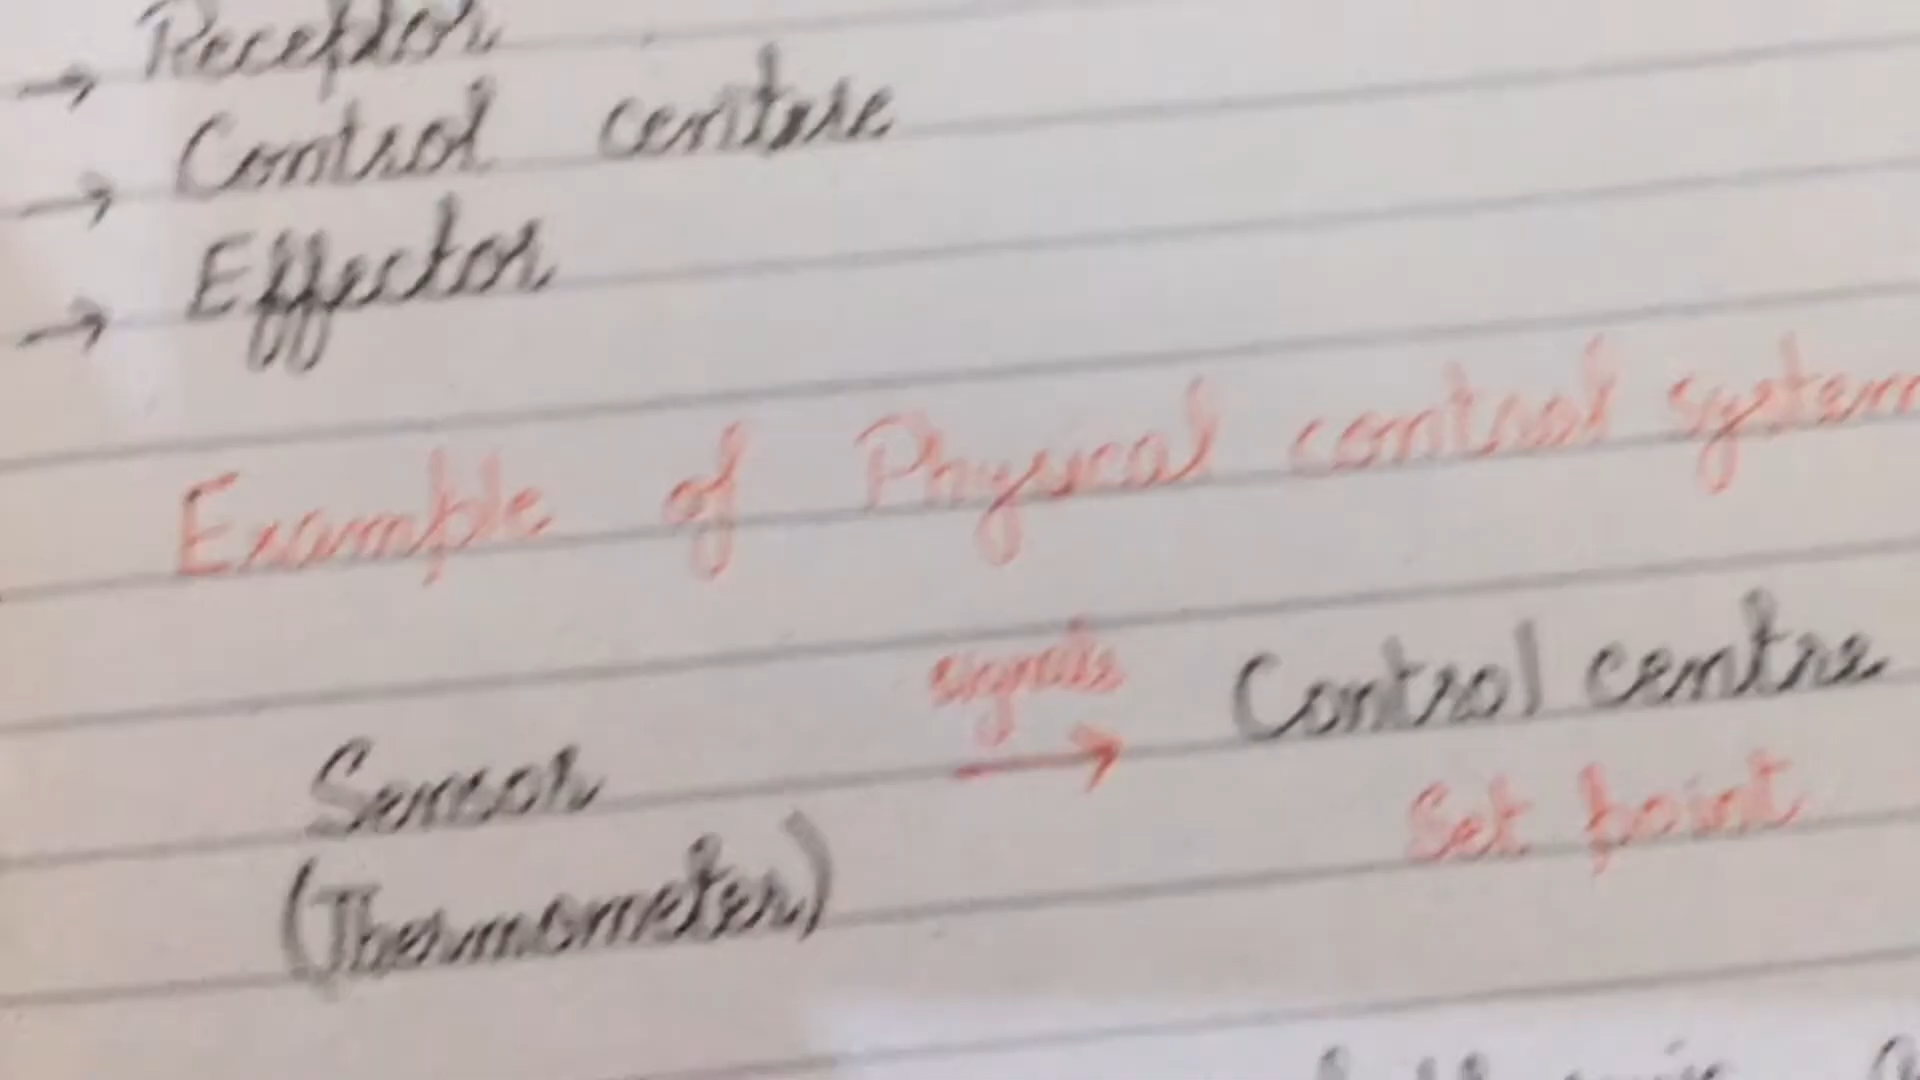 → Receptor
→ Control centre
→ Effector
Example of Physical control system
signals
Sensor → Control centre
(Thermometer) Set point